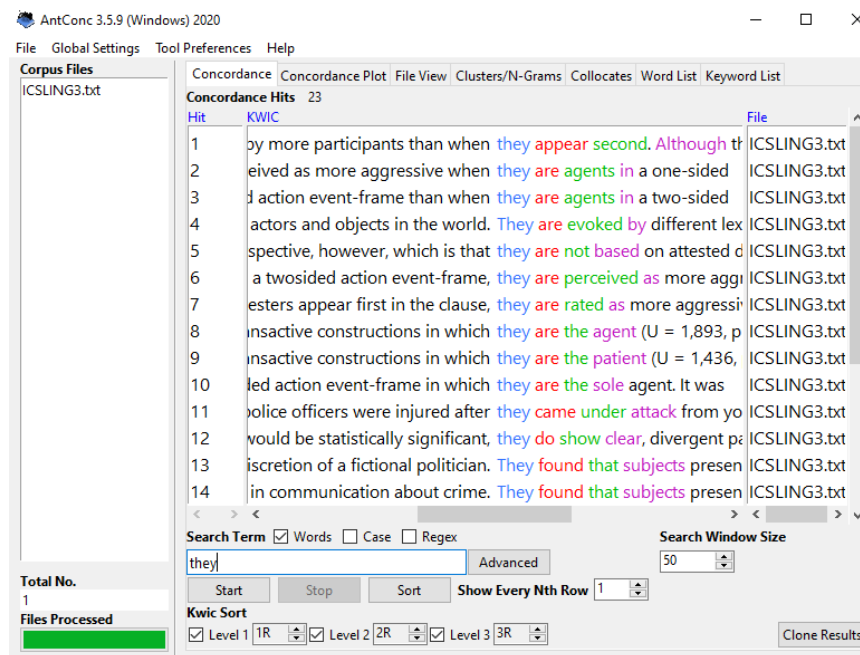 AntConc 3.5.9 (Windows) 2020
File Global Settings Tool Preferences Help
Corpus Files
ICSLING3.txt
Concordance Concordance Plot File View Clusters/N-Grams Collocates Word List Keyword List
Concordance Hits 23
Hit KWIC File
1 by more participants than when they appear second. Although ICSLING3.txt
2 as more aggressive when they are agents in a one-sided ICSLING3.txt
3 action event-frame than when they are agents in a two-sided ICSLING3.txt
4 actors and objects in the world. They are evoked by different lex ICSLING3.txt
5 spective, however, which is that they are not based on attested d ICSLING3.txt
6 a twosided action event-frame, they are perceived as more aggr ICSLING3.txt
7 esters appear first in the clause, they are rated as more aggressiv ICSLING3.txt
8 nsactive constructions in which they are the agent (U = 1,893, p ICSLING3.txt
9 nsactive constructions in which they are the patient (U = 1,436, ICSLING3.txt
10 ded action event-frame in which they are the sole agent. It was ICSLING3.txt
11 police officers were injured after they came under attack from yo ICSLING3.txt
12 would be statistically significant, they do show clear, divergent pa ICSLING3.txt
13 iscretion of a fictional politician. They found that subjects presen ICSLING3.txt
14 in communication about crime. They found that subjects presen ICSLING3.txt
Search Term Words Case Regex Search Window Size
they Advanced 50
Start Stop Sort Show Every Nth Row 1
Kwic Sort
Level 1 1R Level 2 2R Level 3 3R Clone Results
Total No.
1
Files Processed